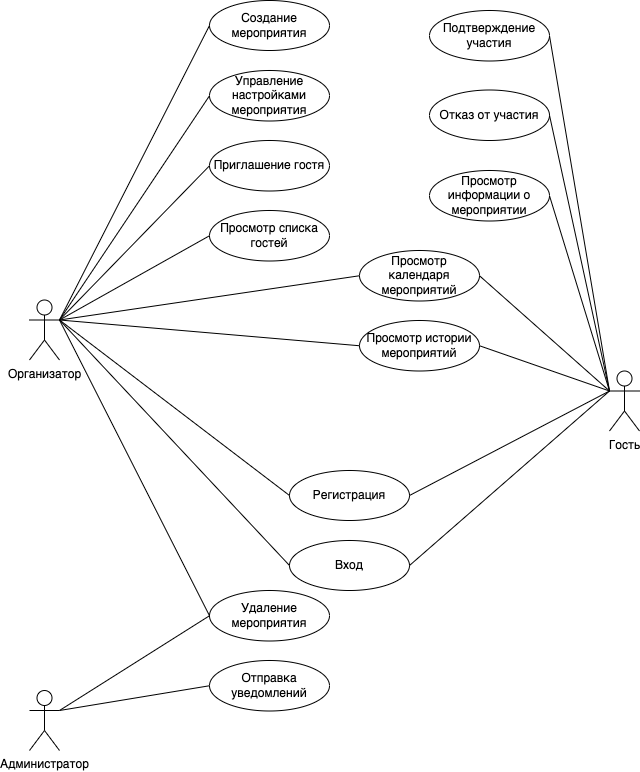 Создание
мероприятия
Подтверждение
участия
Управление
настройками
мероприятия
Отказ от участия
Приглашение гостя
Просмотр
информации о
мероприятии
Просмотр списка
гостей
Просмотр
календаря
мероприятий
Просмотр истории
мероприятий
Организатор
Гость
Регистрация
Вход
Удаление
мероприятия
Отправка
уведомлений
Администратор